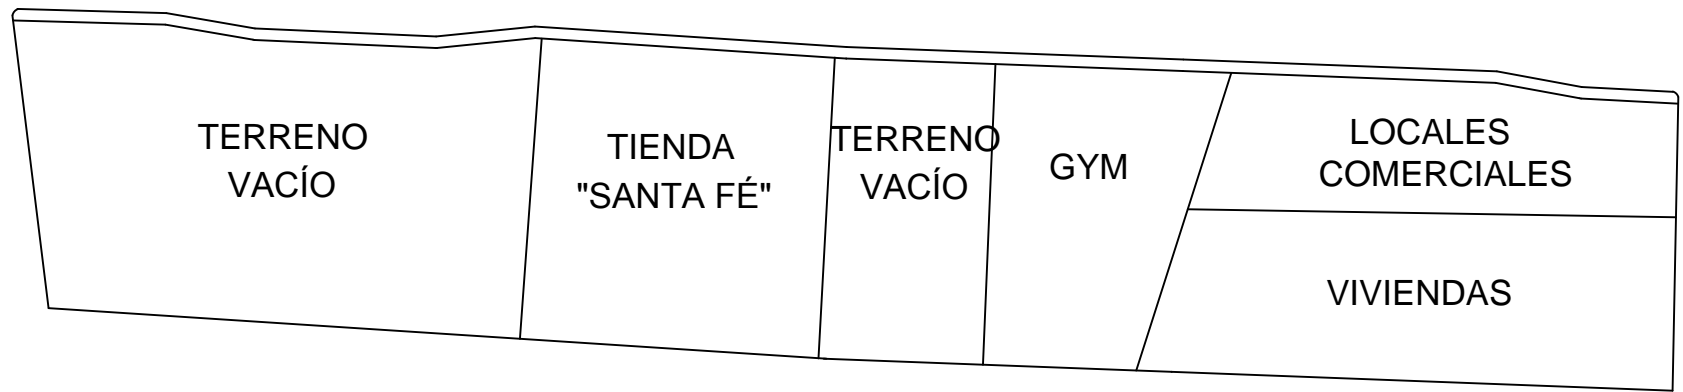 TERRENO
VACÍO
TIENDA
"SANTA FÉ"
TERRENO
VACÍO
GYM
LOCALES
COMERCIALES
VIVIENDAS